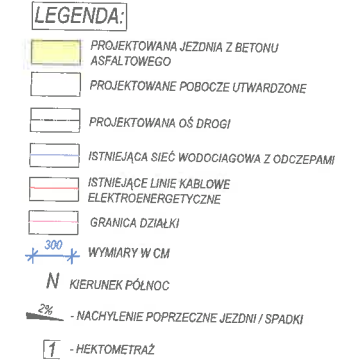 LEGENDA:
PROJEKTOWANA JEZDNIA Z BETONU
ASFALTOWEGO
PROJEKTOWANE POBOCZE UTWARDZONE
PROJEKTOWANA OŚ DROGI
ISTNIEJĄCA SIEĆ WODOCIAGOWA Z ODCZEPAMI
ISTNIEJĄCE LINIE KABLOWE
ELEKTROENERGETYCZNE
GRANICA DZIAŁKI
300 WYMIARY W CM
N KIERUNEK PÓŁNOC
2% - NACHYLENIE POPRZECZNE JEZDNI / SPADKI
1 - HEKTOMETRAŻ